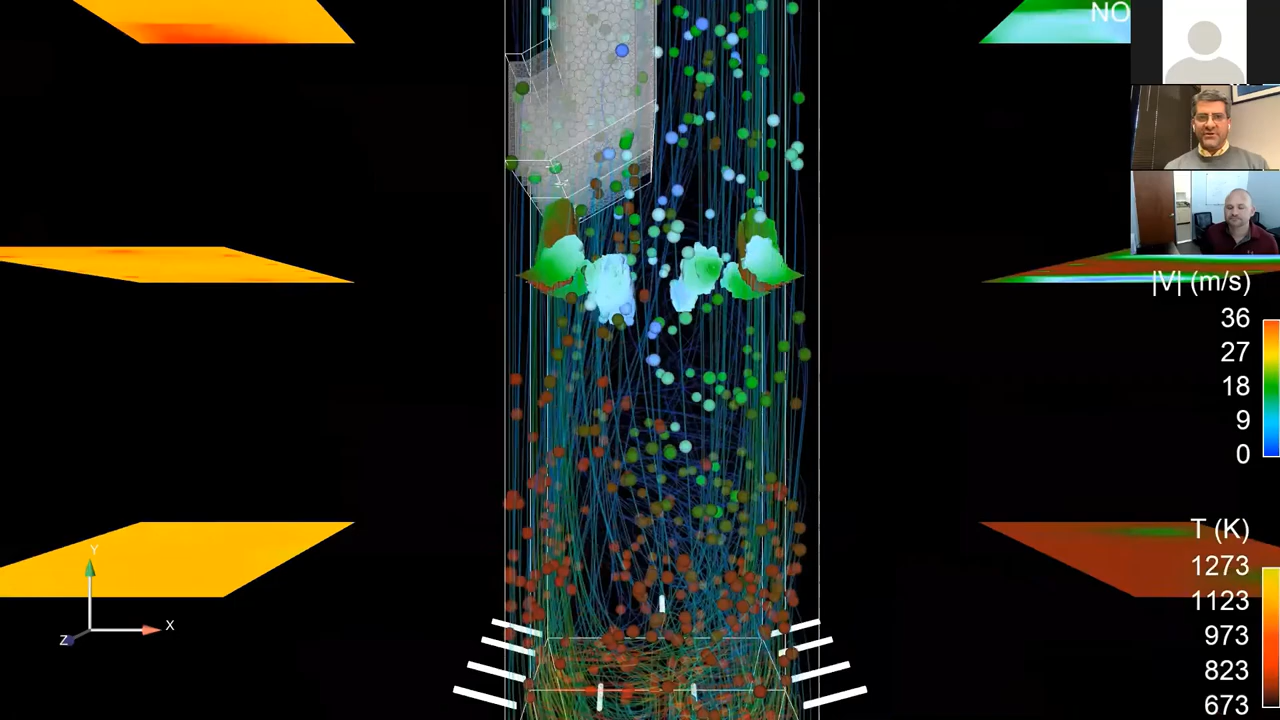 NO
|V| (m/s)
36
27
18
9
0
T (K)
1273
1123
973
823
673
Y
X
Z